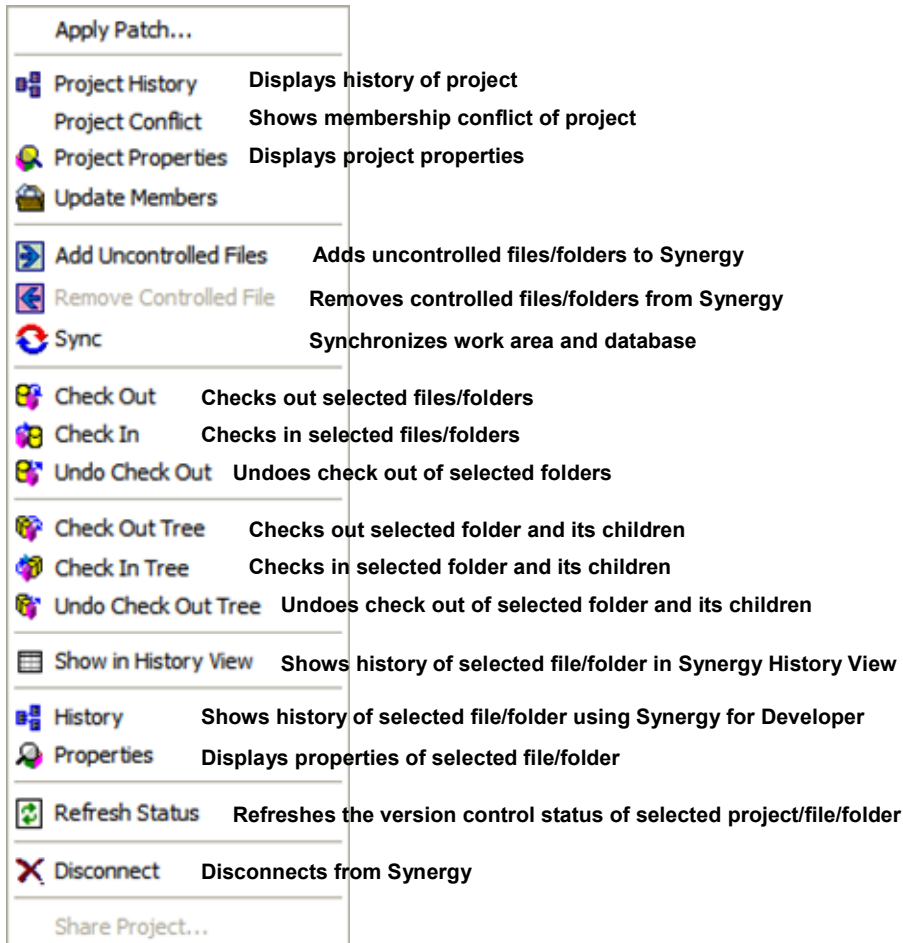 Apply Patch...
Project History Displays history of project
Project Conflict Shows membership conflict of project
Project Properties Displays project properties
Update Members
Add Uncontrolled Files Adds uncontrolled files/folders to Synergy
Remove Controlled File Removes controlled files/folders from Synergy
Sync Synchronizes work area and database
Check Out Checks out selected files/folders
Check In Checks in selected files/folders
Undo Check Out Undoes check out of selected folders
Check Out Tree Checks out selected folder and its children
Check In Tree Checks in selected folder and its children
Undo Check Out Tree Undoes check out of selected folder and its children
Show in History View Shows history of selected file/folder in Synergy History View
History Shows history of selected file/folder using Synergy for Developer
Properties Displays properties of selected file/folder
Refresh Status Refreshes the version control status of selected project/file/folder
Disconnect Disconnects from Synergy
Share Project...